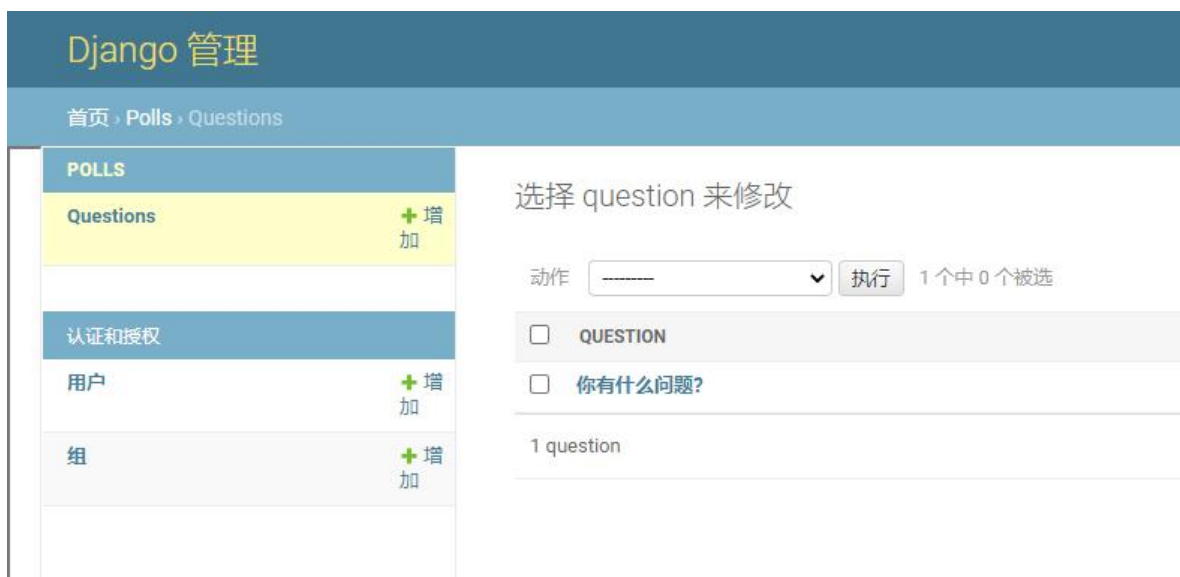 Django 管理
首页 › Polls › Questions
POLLS
Questions
增
加
认证和授权
用户
增
加
组
增
加
选择 question 来修改
动作 --------- 执行 1 个中 0 个被选
QUESTION
你有什么问题?
1 question